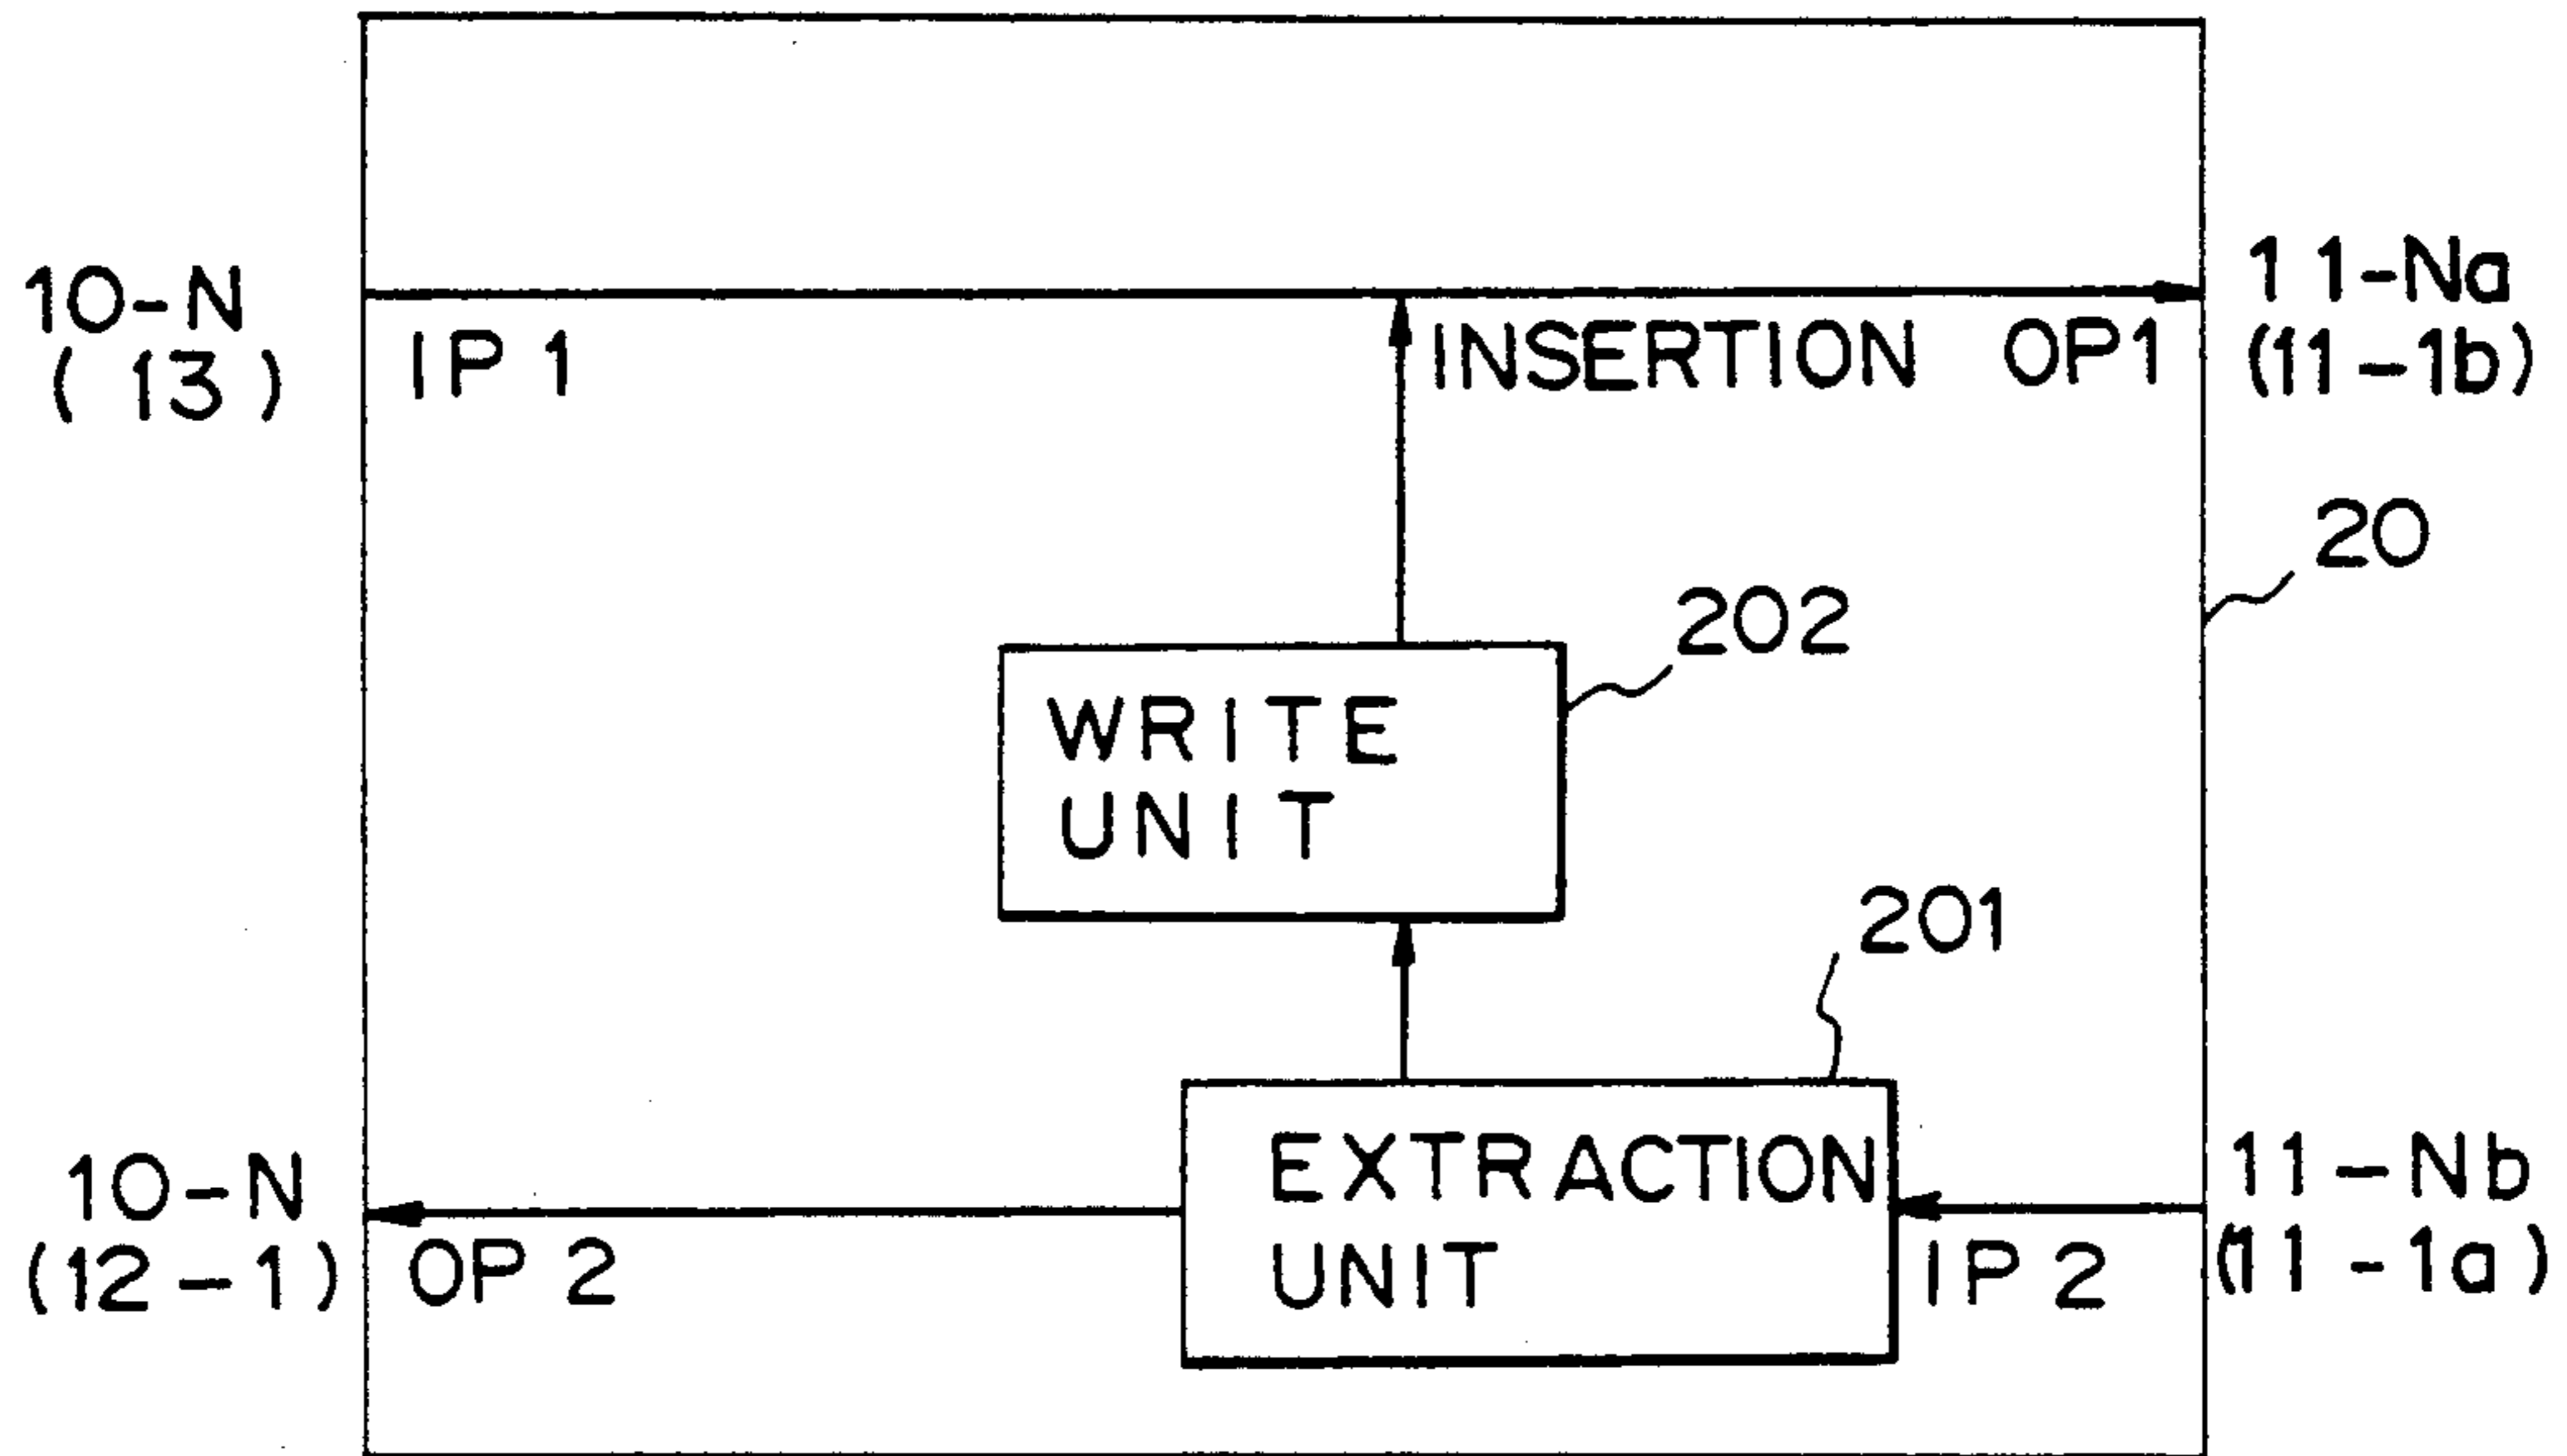 10-N
(13)
IP1
INSERTION OP1
11-Na
(11-1b)
20
202
WRITE
UNIT
201
10-N
(12-1)
OP2
EXTRACTION
UNIT
IP2
11-Nb
(11-1a)